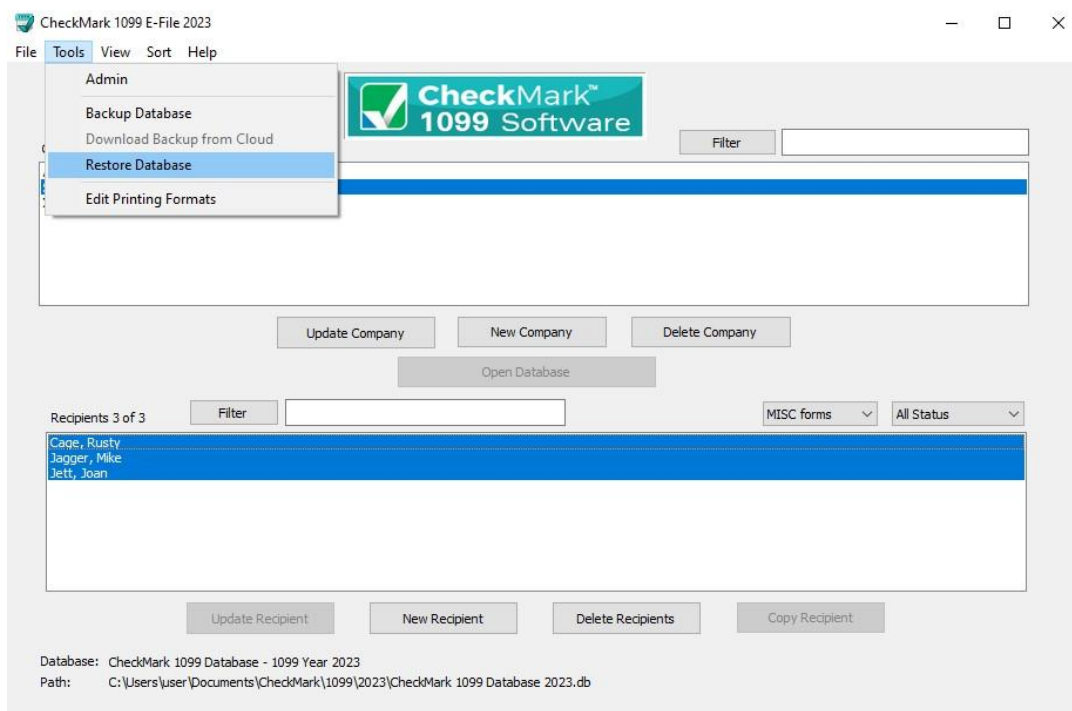 CheckMark 1099 E-File 2023
File Tools View Sort Help
Admin
Backup Database
Download Backup from Cloud
Restore Database
Edit Printing Formats
CheckMark™
1099 Software
Filter
Update Company New Company Delete Company
Open Database
Recipients 3 of 3 Filter MISC forms All Status
Cage, Rusty
Jagger, Mike
Jett, Joan
Update Recipient New Recipient Delete Recipients Copy Recipient
Database: CheckMark 1099 Database - 1099 Year 2023
Path: C:\Users\user\Documents\CheckMark\1099\2023\CheckMark 1099 Database 2023.db